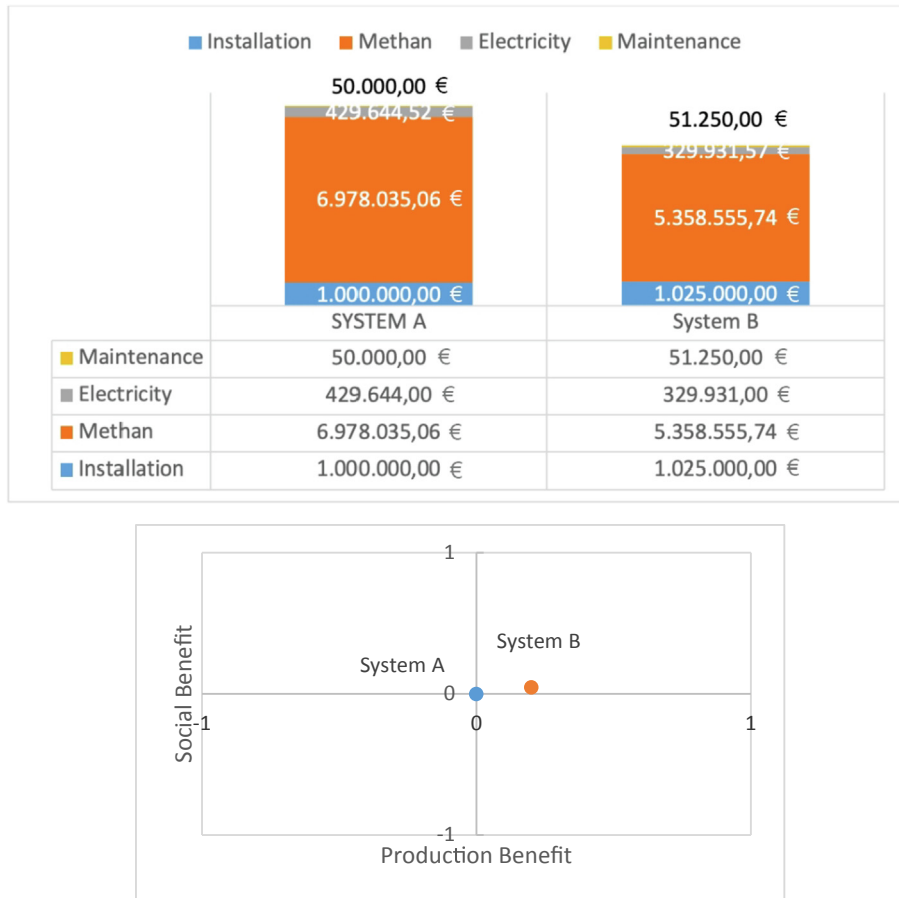 Installation Methan Electricity Maintenance
50.000,00 €
429.644,52 €
6.978.035,06 €
1.000.000,00 €
51.250,00 €
329.931,57 €
5.358.555,74 €
1.025.000,00 €
SYSTEM A System B
Maintenance 50.000,00 € 51.250,00 €
Electricity 429.644,00 € 329.931,00 €
Methan 6.978.035,06 € 5.358.555,74 €
Installation 1.000.000,00 € 1.025.000,00 €
1
System B
System A
Social Benefit
0
-1 0 1
-1
Production Benefit